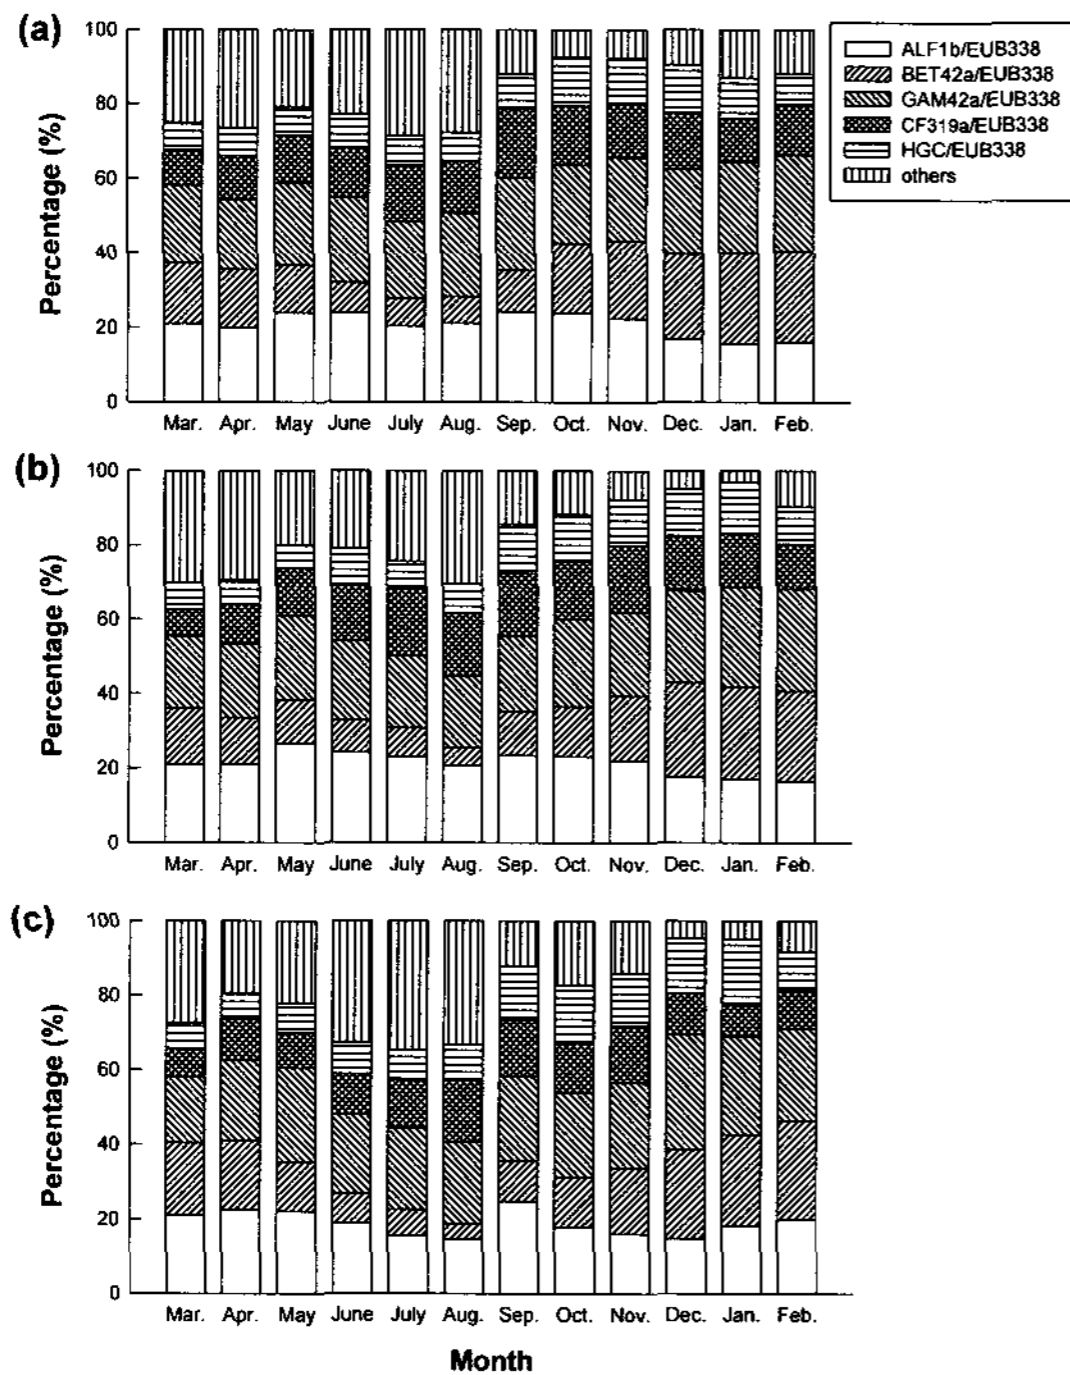 (a)
100
80
60
40
20
0
Percentage (%)
Mar. Apr. May June July Aug. Sep. Oct. Nov. Dec. Jan. Feb.
ALF1b/EUB338
BET42a/EUB338
GAM42a/EUB338
CF319a/EUB338
HGC/EUB338
others
(b)
100
80
60
40
20
0
Percentage (%)
Mar. Apr. May June July Aug. Sep. Oct. Nov. Dec. Jan. Feb.
(c)
100
80
60
40
20
0
Percentage (%)
Mar. Apr. May June July Aug. Sep. Oct. Nov. Dec. Jan. Feb.
Month